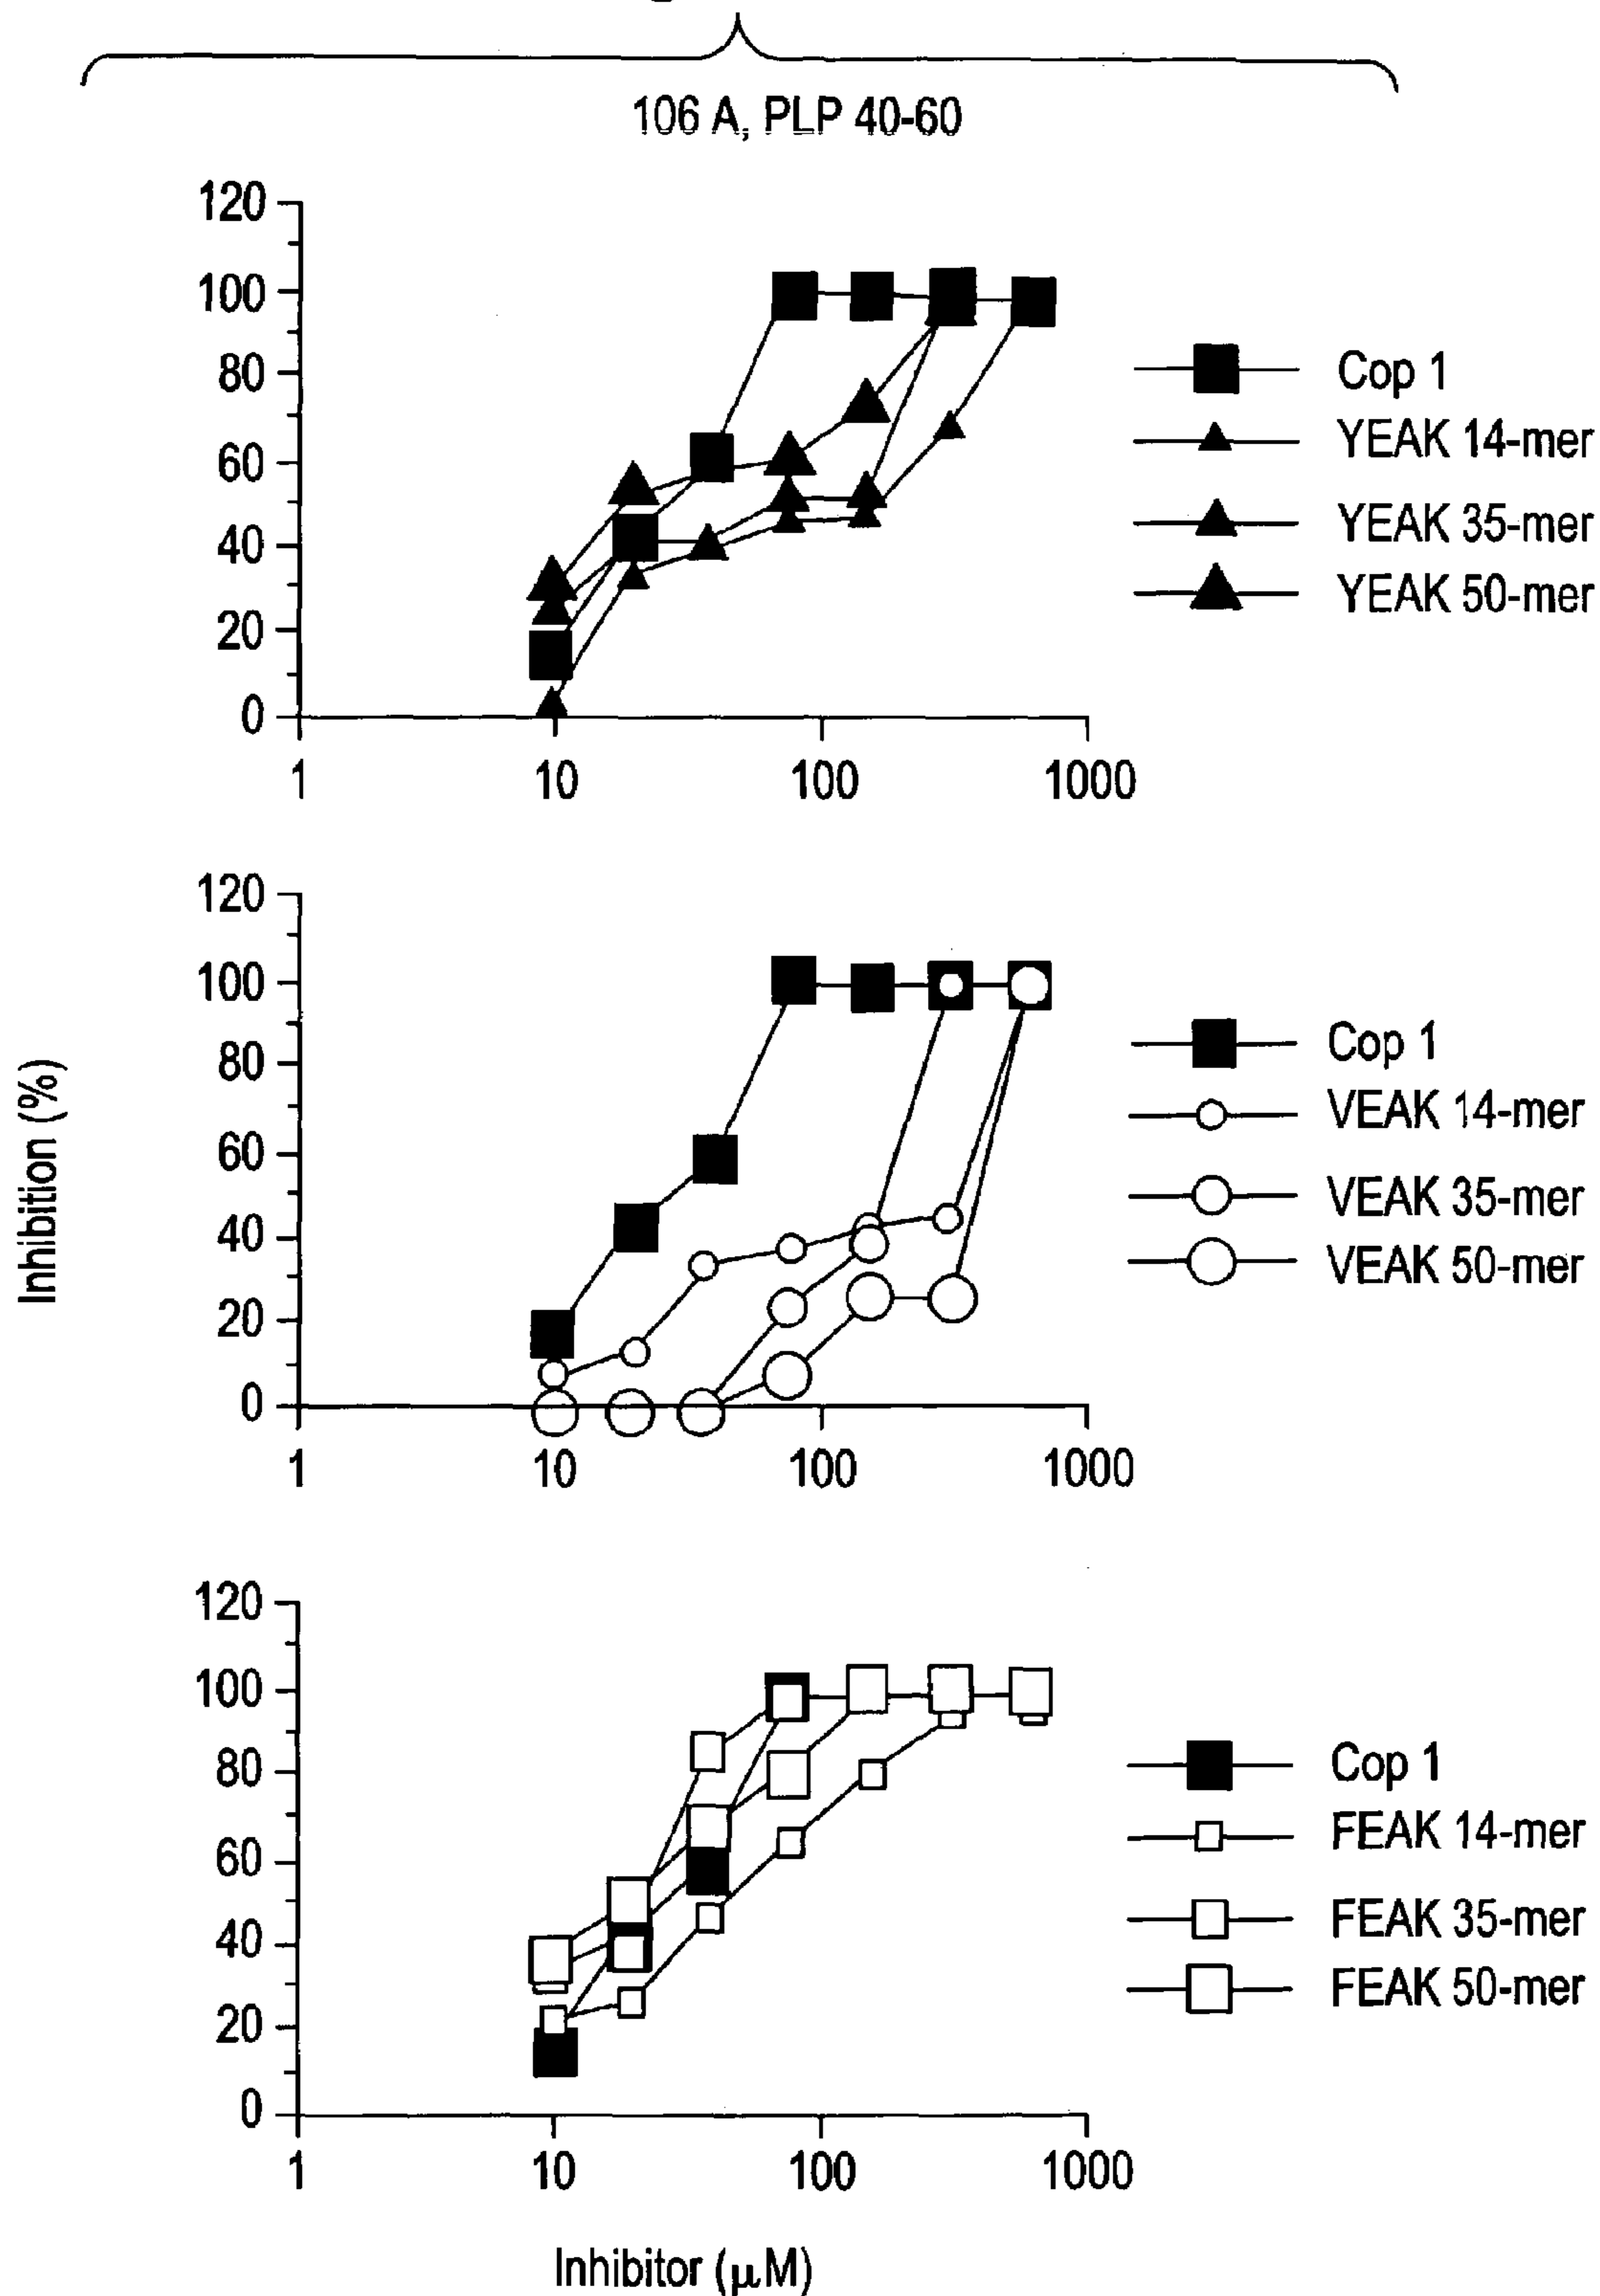 106 A, PLP 40-60
120
100
80
60
40
20
0
1
10
100
1000
Cop 1
YEAK 14-mer
YEAK 35-mer
YEAK 50-mer
Inhibition (%)
120
100
80
60
40
20
0
1
10
100
1000
Cop 1
VEAK 14-mer
VEAK 35-mer
VEAK 50-mer
120
100
80
60
40
20
0
1
10
100
1000
Cop 1
FEAK 14-mer
FEAK 35-mer
FEAK 50-mer
Inhibitor (μM)